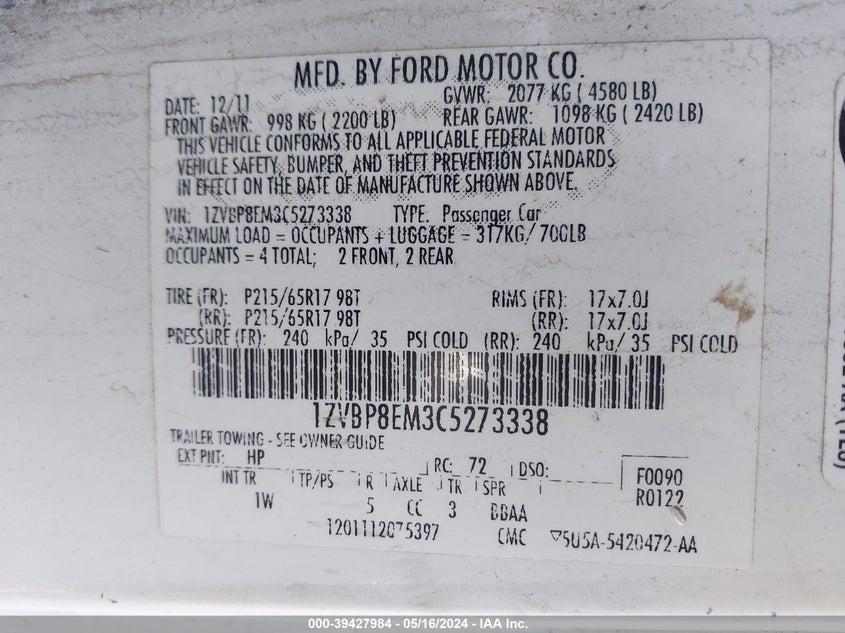 MFD. BY FORD MOTOR CO.
DATE: 12/11 GVWR: 2077 KG ( 4580 LB)
FRONT GAWR: 998 KG ( 2200 LB) REAR GAWR: 1098 KG ( 2420 LB)
THIS VEHICLE CONFORMS TO ALL APPLICABLE FEDERAL MOTOR
VEHICLE SAFETY, BUMPER, AND THEFT PREVENTION STANDARDS
IN EFFECT ON THE DATE OF MANUFACTURE SHOWN ABOVE.
VIN: 1ZVBP8EM3C5273338 TYPE: Passenger Car
MAXIMUM LOAD = OCCUPANTS + LUGGAGE = 317KG/ 700LB
OCCUPANTS = 4 TOTAL; 2 FRONT, 2 REAR
TIRE (FR): P215/65R17 98T RIMS (FR): 17x7.0J
(RR): P215/65R17 98T (RR): 17x7.0J
PRESSURE (FR): 240 kPa/ 35 PSI COLD (RR): 240 kPa/ 35 PSI COLD
1ZVBP8EM3C5273338
TRAILER TOWING - SEE OWNER GUIDE
EXT PNT: HP RC: 72 DSO: F0090
INT TR TP/PS R AXLE TR SPR R0122
1W 5 CC 3 BBAA
1201112075397 CMC 5U5A-5420472-AA
000-39427984 - 05/16/2024 - IAA Inc.